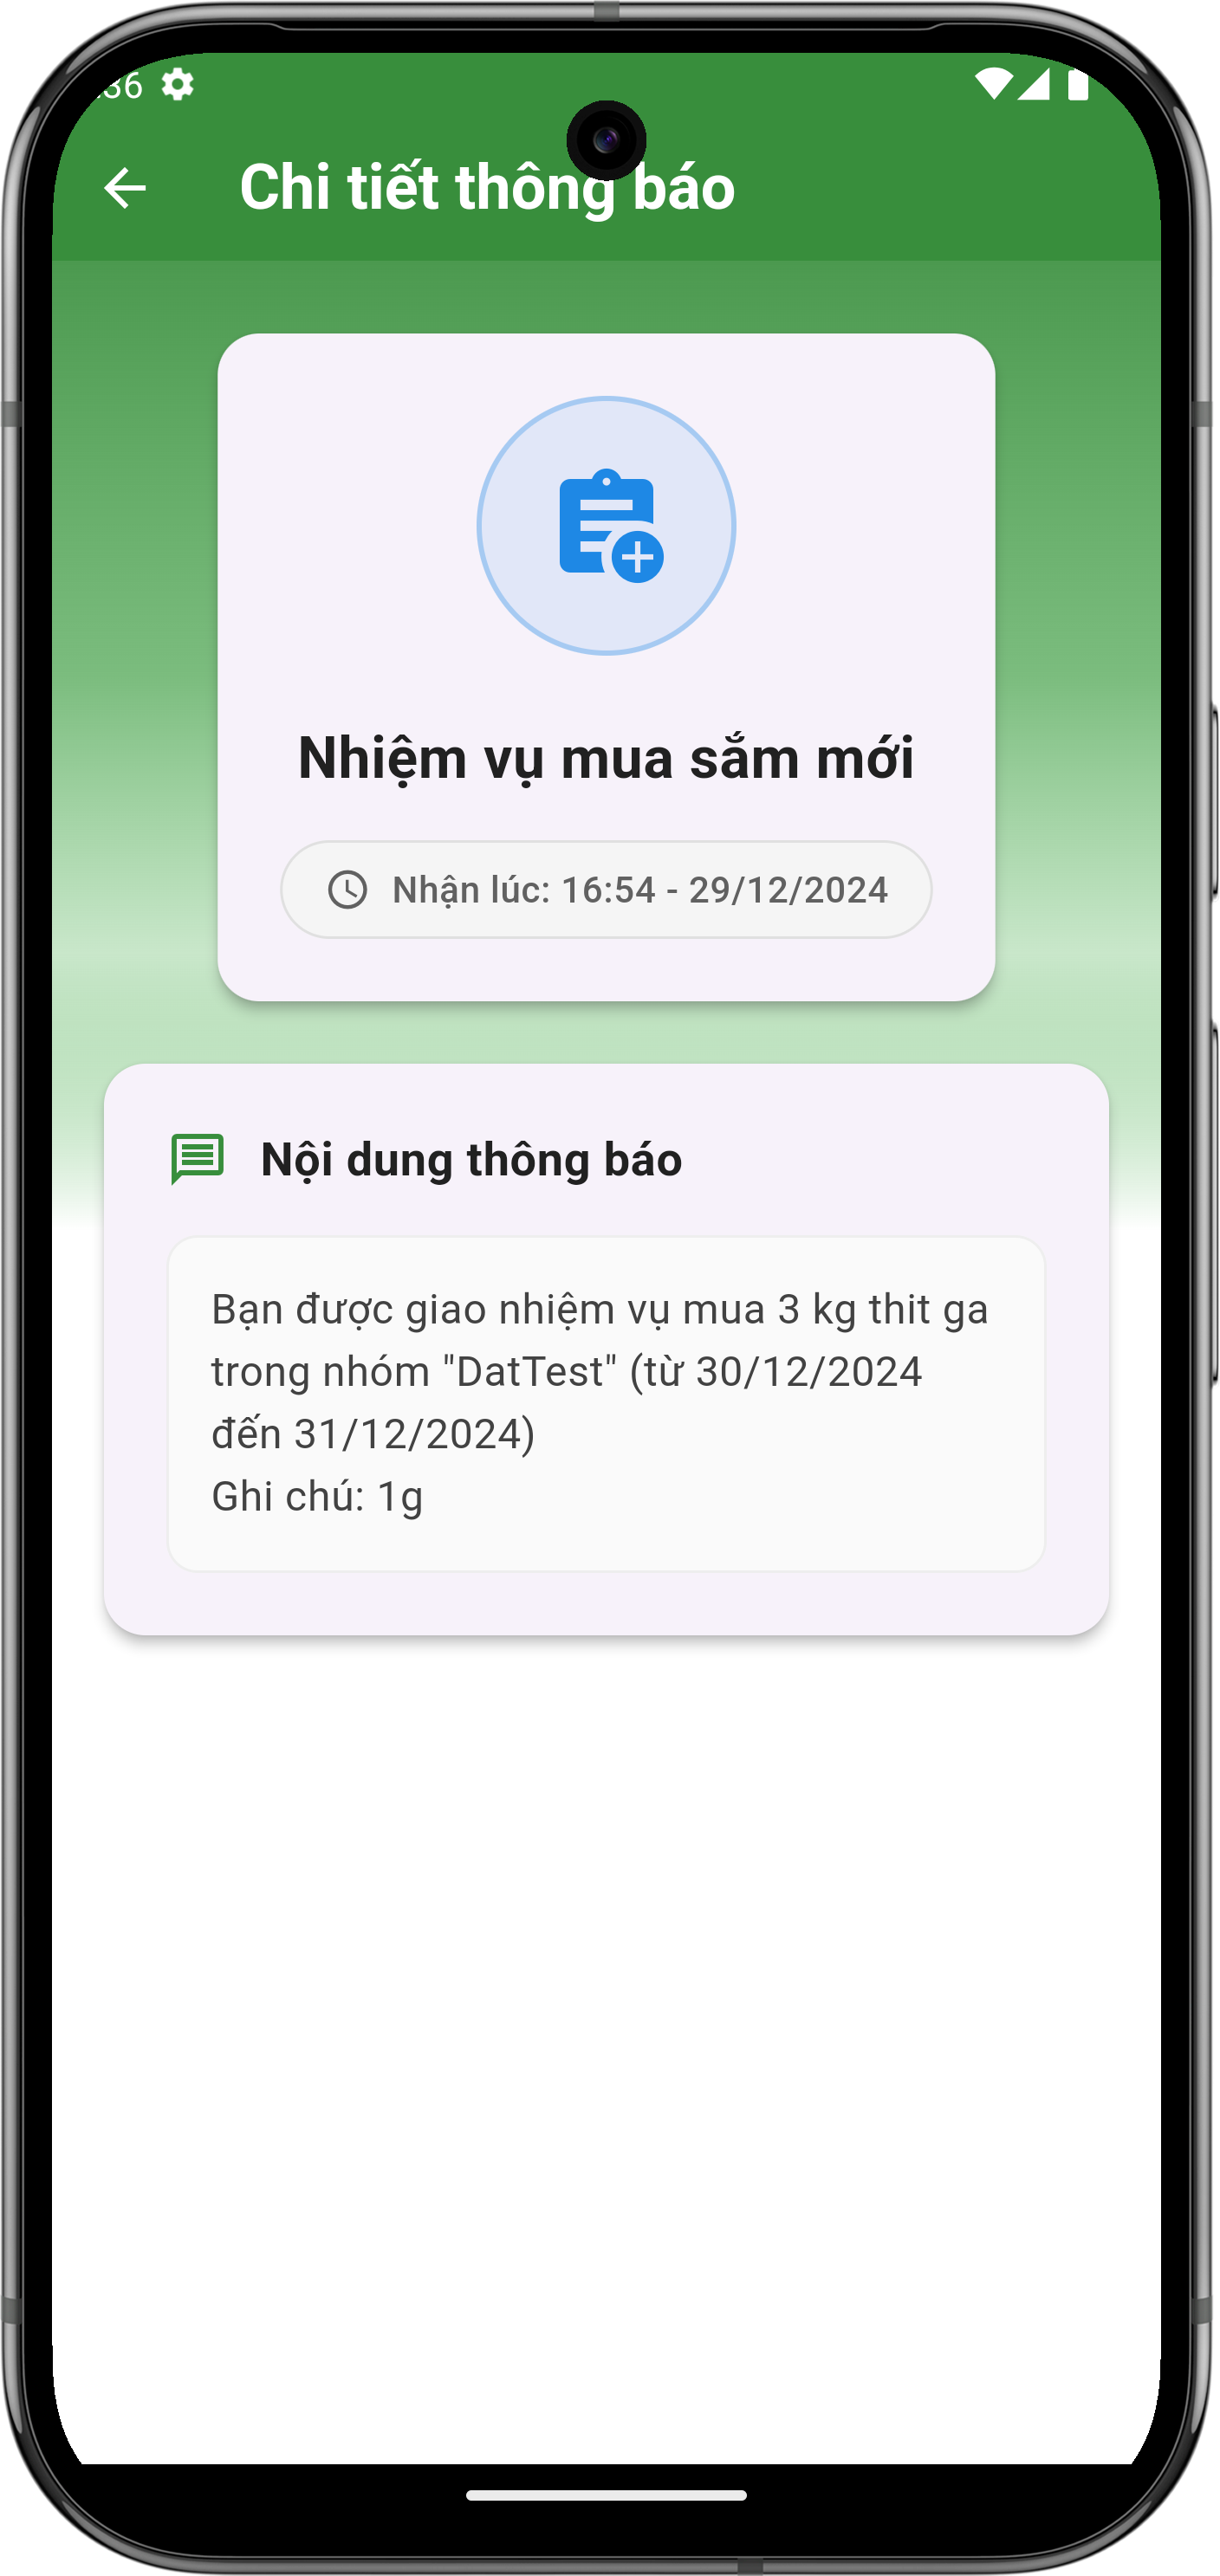 Chi tiết thông báo
Nhiệm vụ mua sắm mới
Nhận lúc: 16:54 - 29/12/2024
Nội dung thông báo
Bạn được giao nhiệm vụ mua 3 kg thit ga
trong nhóm "DatTest" (từ 30/12/2024
đến 31/12/2024)
Ghi chú: 1g